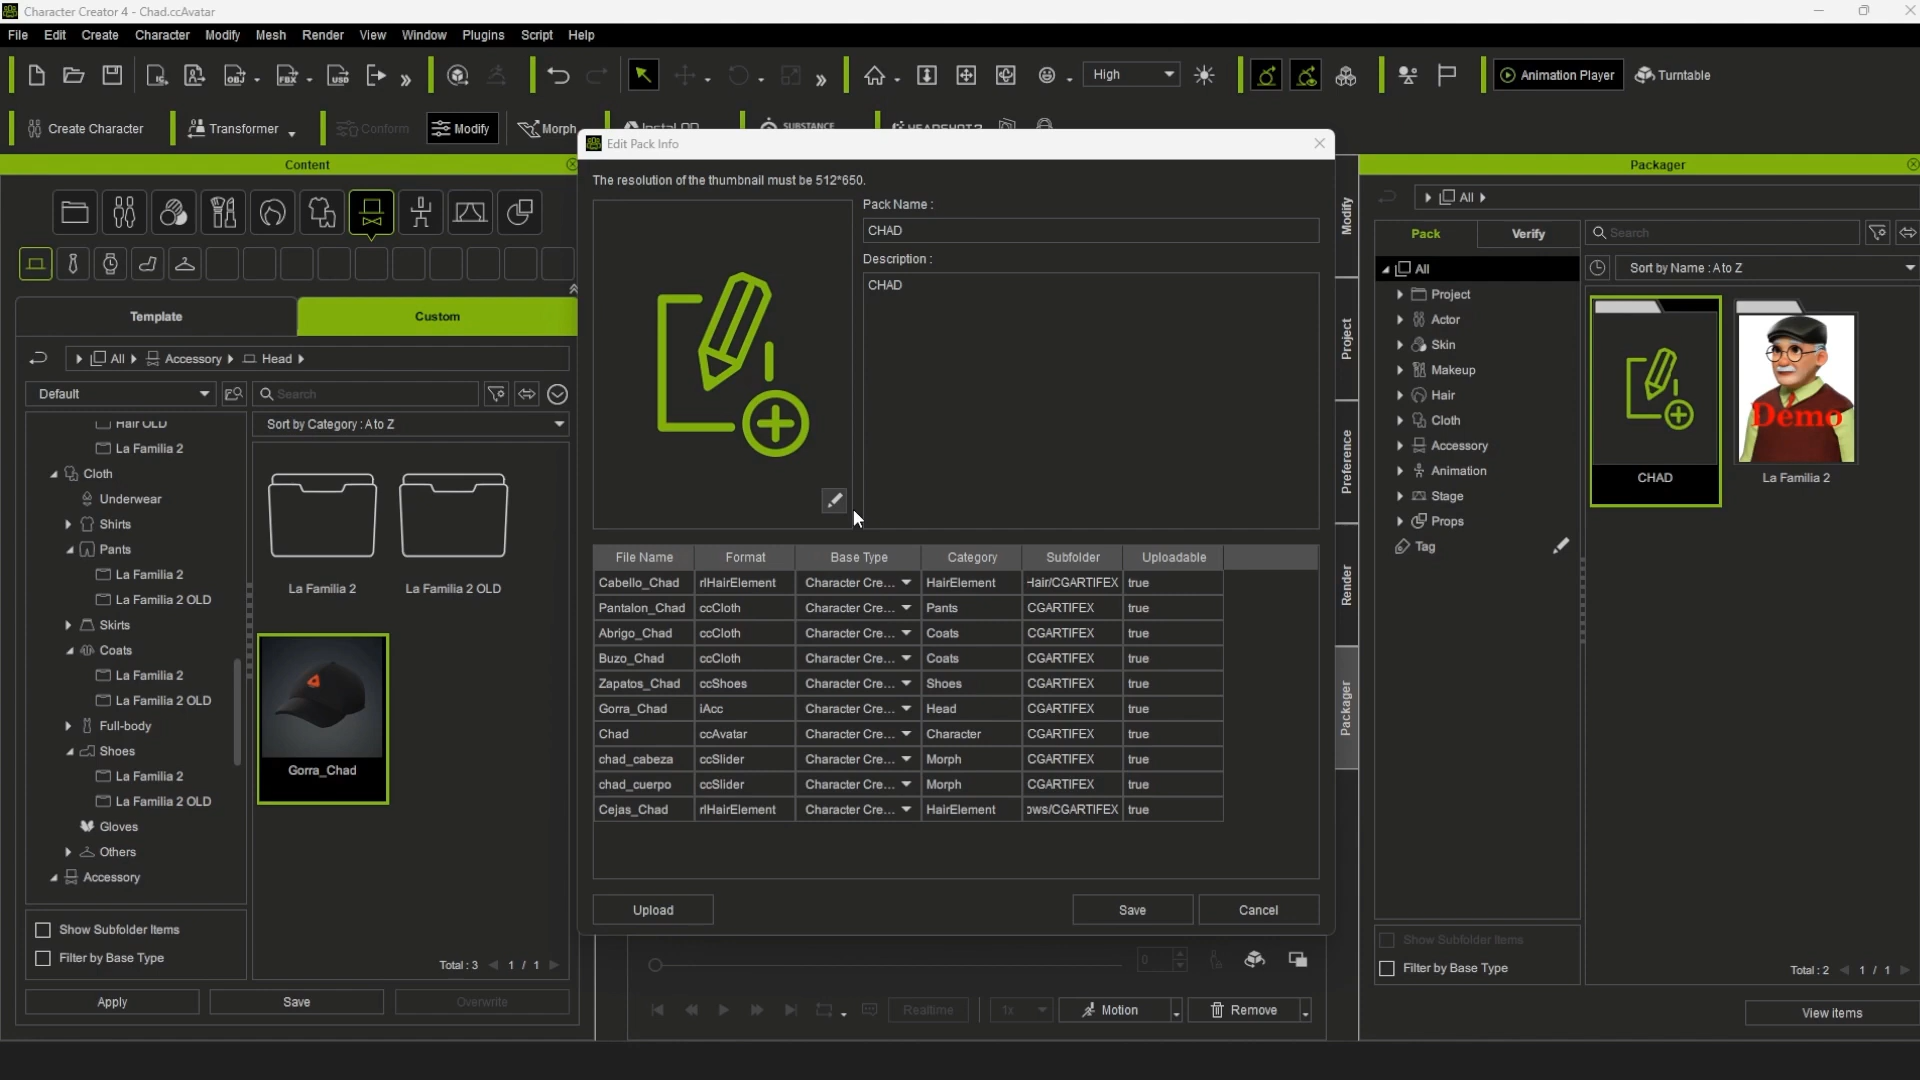 Character Creator 4 - Chad.ccAvatar
File Edit Create Character Modify Mesh Render View Window Plugins Script Help
High
Animation Player
Turntable
Create Character
Transformer
Conform
Modify
Morph
SUBSTANCE
Content
Template
Custom
All
Accessory
Head
Default
Search
Sort by Category : A to Z
Hair OLD
La Familia 2
Cloth
Underwear
Shirts
Pants
La Familia 2
La Familia 2 OLD
Skirts
Coats
La Familia 2
La Familia 2 OLD
Full-body
Shoes
La Familia 2
La Familia 2 OLD
Gloves
Others
Accessory
La Familia 2
La Familia 2 OLD
Gorra_Chad
Show Subfolder Items
Filter by Base Type
Total : 3
1 / 1
Apply
Save
Overwrite
Edit Pack Info
The resolution of the thumbnail must be 512*650.
Pack Name :
CHAD
Description :
CHAD
File Name Format Base Type Category Subfolder Uploadable
Cabello_Chad rlHairElement Character Cre... HairElement Hair/CGARTIFEX true
Pantalon_Chad ccCloth Character Cre... Pants CGARTIFEX true
Abrigo_Chad ccCloth Character Cre... Coats CGARTIFEX true
Buzo_Chad ccCloth Character Cre... Coats CGARTIFEX true
Zapatos_Chad ccShoes Character Cre... Shoes CGARTIFEX true
Gorra_Chad iAcc Character Cre... Head CGARTIFEX true
Chad ccAvatar Character Cre... Character CGARTIFEX true
chad_cabeza ccSlider Character Cre... Morph CGARTIFEX true
chad_cuerpo ccSlider Character Cre... Morph CGARTIFEX true
Cejas_Chad rlHairElement Character Cre... HairElement ows/CGARTIFEX true
Upload
Save
Cancel
0
Realtime
1x
Motion
Remove
Modify
Project
Preference
Render
Packager
Packager
All
Pack
Verify
Search
Sort by Name : A to Z
All
Project
Actor
Skin
Makeup
Hair
Cloth
Accessory
Animation
Stage
Props
Tag
CHAD
Demo
La Familia 2
Show Subfolder Items
Filter by Base Type
Total : 2
1 / 1
View items